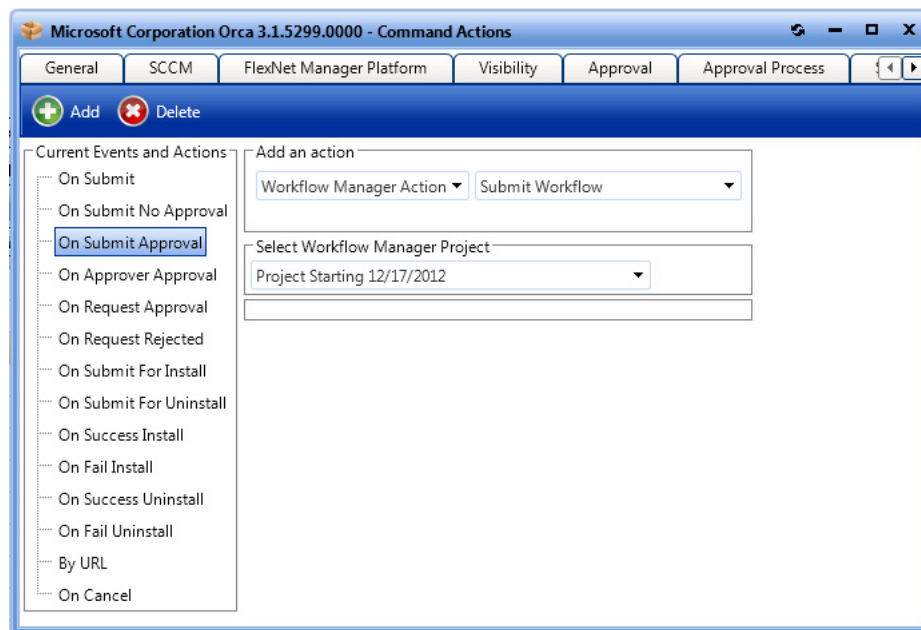 Microsoft Corporation Orca 3.1.5299.0000 - Command Actions
General SCCM FlexNet Manager Platform Visibility Approval Approval Process
Add Delete
Current Events and Actions
On Submit
On Submit No Approval
On Submit Approval
On Approver Approval
On Request Approval
On Request Rejected
On Submit For Install
On Submit For Uninstall
On Success Install
On Fail Install
On Success Uninstall
On Fail Uninstall
By URL
On Cancel
Add an action
Workflow Manager Action Submit Workflow
Select Workflow Manager Project
Project Starting 12/17/2012